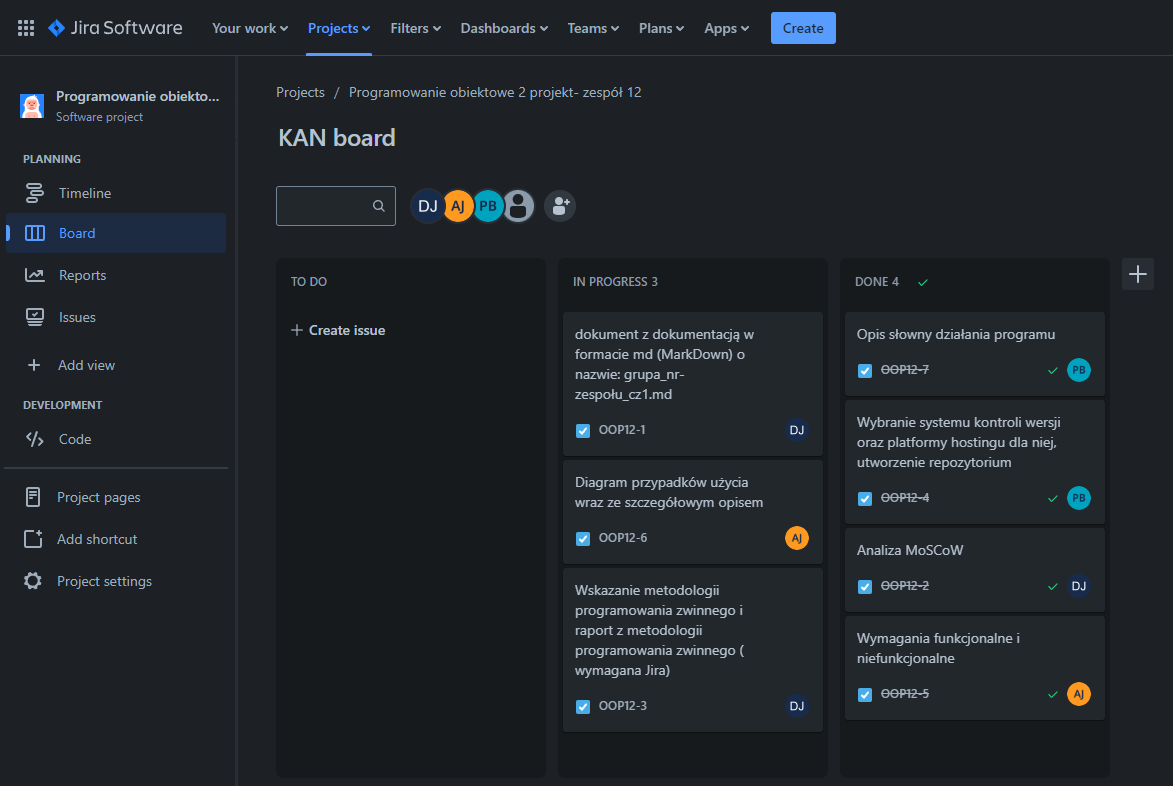 Jira Software
Your work
Projects
Filters
Dashboards
Teams
Plans
Apps
Create
Programowanie obiekto...
Software project
PLANNING
Timeline
Board
Reports
Issues
Add view
DEVELOPMENT
Code
Project pages
Add shortcut
Project settings
Projects / Programowanie obiektowe 2 projekt- zespół 12
KAN board
DJ
AJ
PB
TO DO
+ Create issue
IN PROGRESS 3
dokument z dokumentacją w
formacie md (MarkDown) o
nazwie: grupa_nr-
zespołu_cz1.md
OOP12-1
DJ
Diagram przypadków użycia
wraz ze szczegółowym opisem
OOP12-6
AJ
Wskazanie metodologii
programowania zwinnego i
raport z metodologii
programowania zwinnego (
wymagana Jira)
OOP12-3
DJ
DONE 4
Opis słowny działania programu
OOP12-7
PB
Wybranie systemu kontroli wersji
oraz platformy hostingu dla niej,
utworzenie repozytorium
OOP12-4
PB
Analiza MoSCoW
OOP12-2
DJ
Wymagania funkcjonalne i
niefunkcjonalne
OOP12-5
AJ